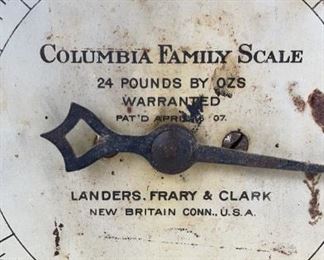 COLUMBIA FAMILY SCALE
24 POUNDS BY OZS
WARRANTED
PAT'D APRIL 07.
LANDERS, FRARY & CLARK
NEW BRITAIN CONN., U.S.A.